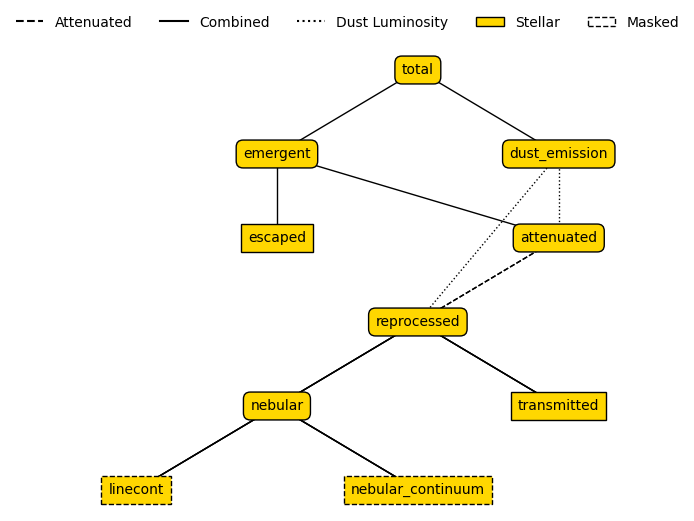 Attenuated Combined Dust Luminosity Stellar Masked
total
emergent dust_emission
escaped attenuated
reprocessed
nebular transmitted
linecont nebular_continuum